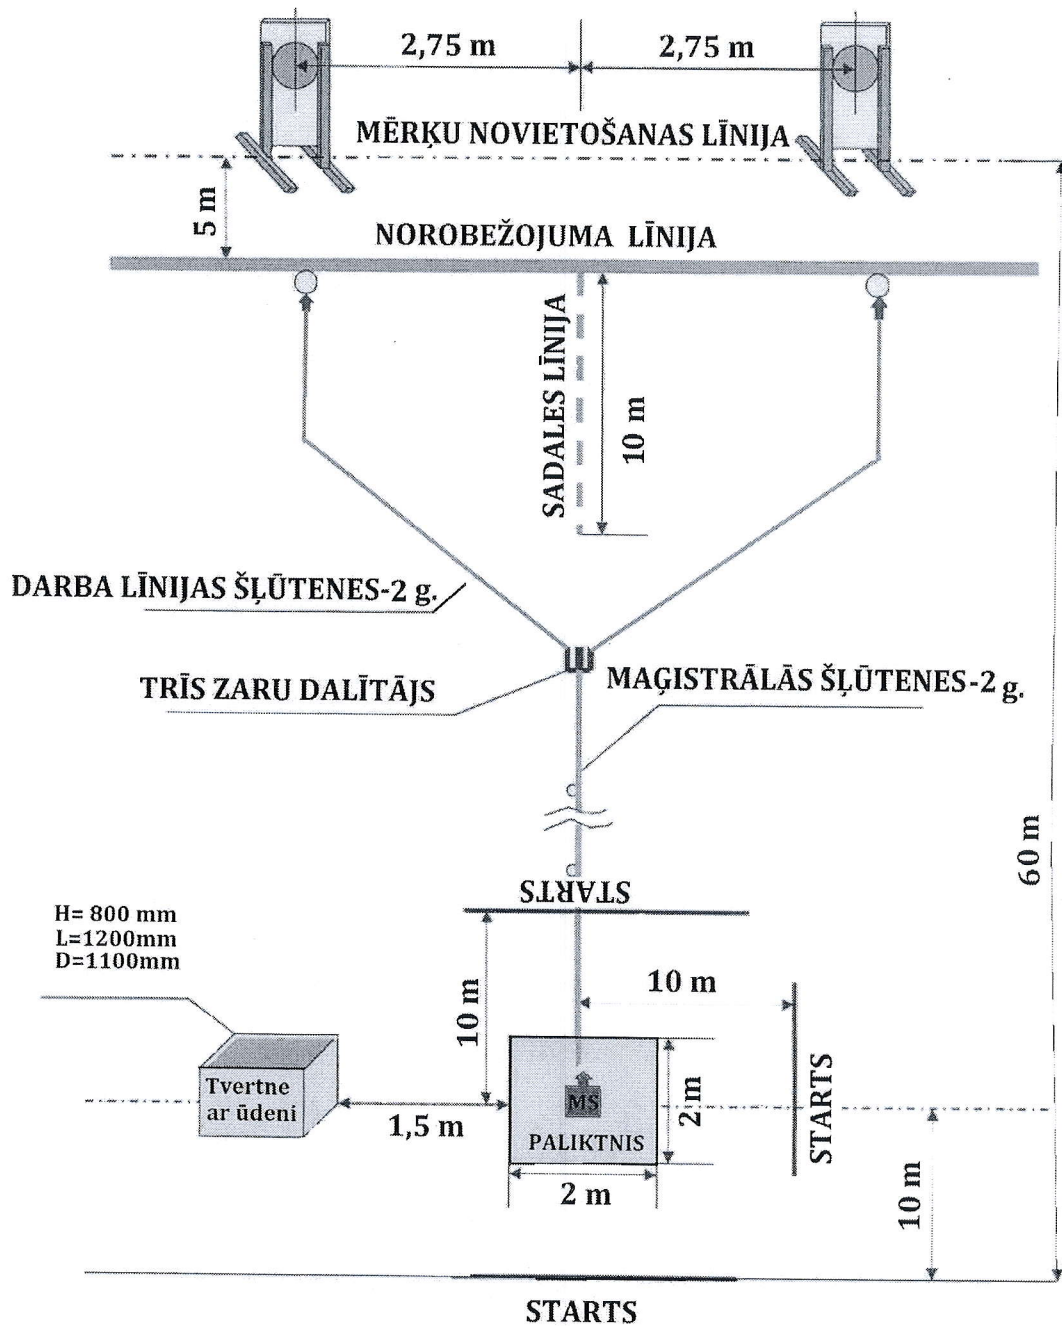 2,75 m
2,75 m
MĒRĶU NOVIETOŠANAS LĪNIJA
5 m
NOROBEŽOJUMA LĪNIJA
SADALES LĪNIJA
10 m
DARBA LĪNIJAS ŠĻŪTENES-2 g.
TRĪS ZARU DALĪTĀJS
MAĢISTRĀLĀS ŠĻŪTENES-2 g.
60 m
STARTS
H= 800 mm
L=1200mm
D=1100mm
10 m
10 m
Tvertne
ar ūdeni
1,5 m
MS
PALIKTNIS
2 m
2 m
STARTS
10 m
STARTS